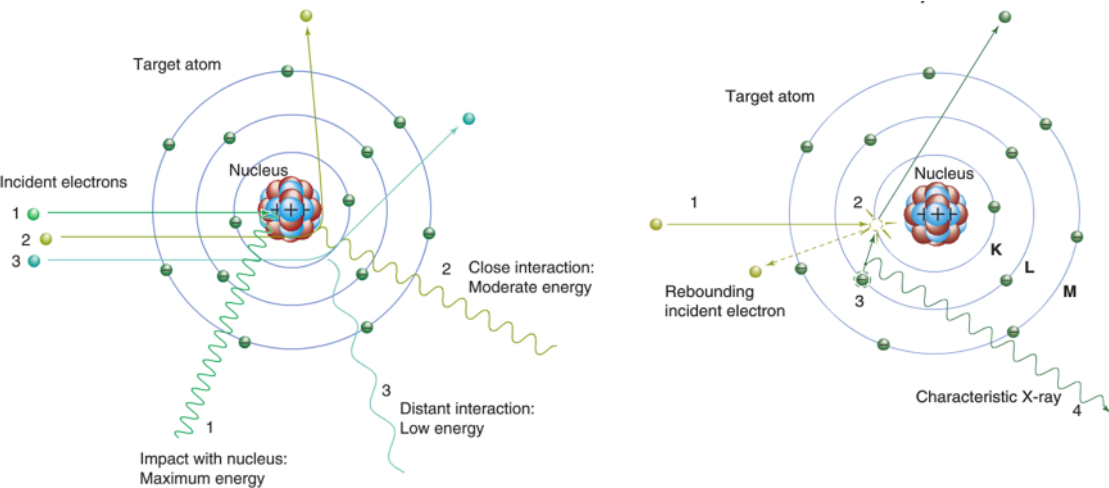 Target atom
Nucleus
Incident electrons
1
2
3
+ +
2
Close interaction:
Moderate energy
3
Distant interaction:
Low energy
1
Impact with nucleus:
Maximum energy
Target atom
Nucleus
1
2
+ + +
K
L
M
3
Rebounding
incident electron
Characteristic X-ray
4